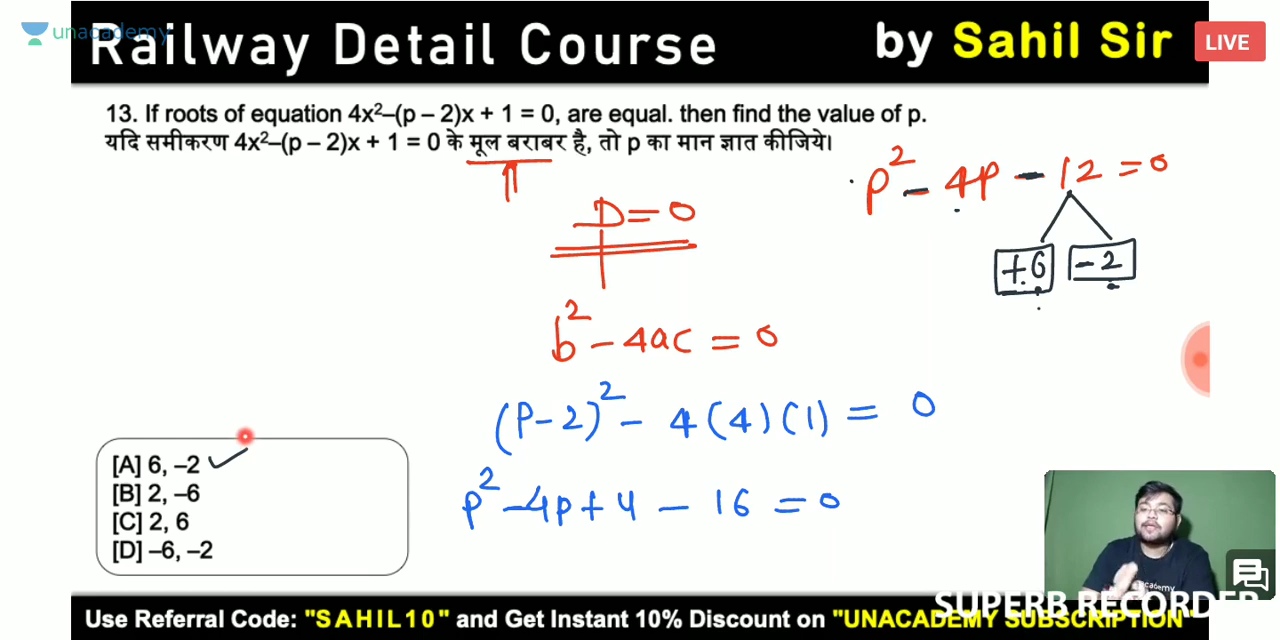 unacademy
Railway Detail Course
by Sahil Sir
LIVE
13. If roots of equation 4x²–(p – 2)x + 1 = 0, are equal. then find the value of p.
यदि समीकरण 4x²–(p – 2)x + 1 = 0 के मूल बराबर है, तो p का मान ज्ञात कीजिये।
p² - 4p - 12 = 0
+6 -2
D = 0
b² - 4ac = 0
(P-2)² - 4(4)(1) = 0
p² - 4p + 4 - 16 = 0
[A] 6, –2
[B] 2, –6
[C] 2, 6
[D] –6, –2
unacademy
SUPERB RECORDER
Use Referral Code: "SAHIL10" and Get Instant 10% Discount on "UNACADEMY SUBSCRIPTION"